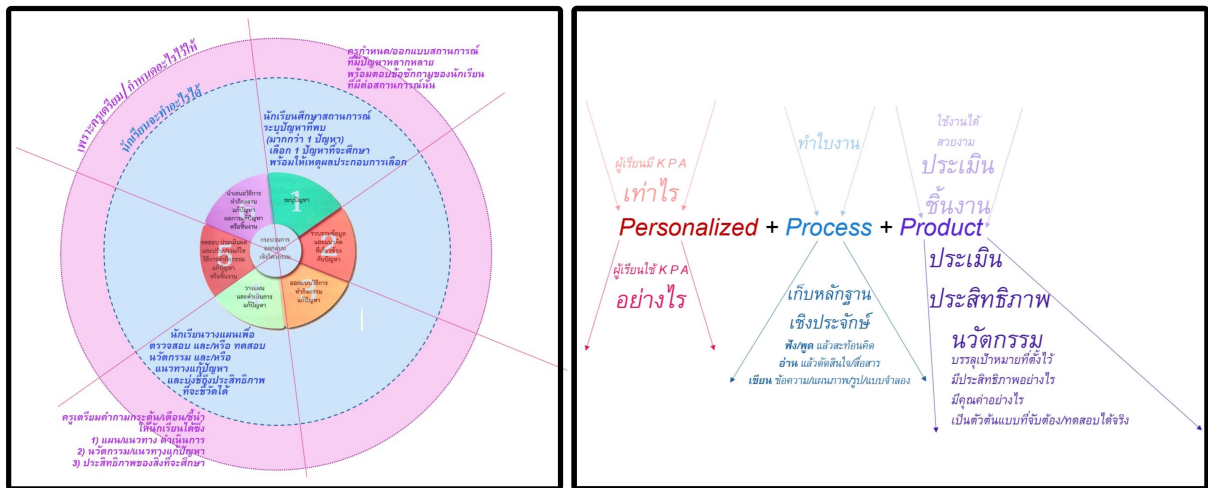 เพราะครูเตรียม/กำหนดอะไรไว้ให้
นักเรียนจะทำอะไรได้
ครูกำหนด/ออกแบบสถานการณ์
ที่มีปัญหาหลากหลาย
พร้อมตอบข้อซักถามของนักเรียน
ที่มีต่อสถานการณ์นั้น
นักเรียนศึกษาสถานการณ์
ระบุปัญหาที่พบ
(มากกว่า 1 ปัญหา)
เลือก 1 ปัญหาที่จะศึกษา
พร้อมให้เหตุผลประกอบการเลือก
1
ระบุปัญหา
2
รวบรวมข้อมูล
และแนวคิด
ที่เกี่ยวข้อง
กับปัญหา
ออกแบบวิธีการ
ทำกิจกรรม
แก้ปัญหา
วางแผน
และดำเนินการ
แก้ปัญหา
5
ทดสอบ ประเมินผล
และปรับปรุงแก้ไข
วิธีการทำกิจกรรม
แก้ปัญหา
หรือชิ้นงาน
นำเสนอวิธีการ
ทำกิจกรรม
แก้ปัญหา
ผลการแก้ปัญหา
หรือชิ้นงาน
กระบวนการ
ออกแบบ
เชิงวิศวกรรม
นักเรียนวางแผนเพื่อ
ตรวจสอบ และ/หรือ ทดสอบ
นวัตกรรม และ/หรือ
แนวทางแก้ปัญหา
และบ่งชี้ถึงประสิทธิภาพ
ที่จะชี้วัดได้
ครูเตรียมคำถามกระตุ้น/เตือน/ชี้นำ
ให้นักเรียนได้ซึ่ง
1) แผน/แนวทาง ดำเนินการ
2) นวัตกรรม/แนวทางแก้ปัญหา
3) ประสิทธิภาพของสิ่งที่จะศึกษา
ผู้เรียนมี KPA
เท่าไร
ทำใบงาน
ใช้งานได้
สวยงาม
ประเมิน
ชิ้นงาน
Personalized + Process + Product
ผู้เรียนใช้ KPA
อย่างไร
เก็บหลักฐาน
เชิงประจักษ์
ฟัง/พูด แล้วสะท้อนคิด
อ่าน แล้วตัดสินใจ/สื่อสาร
เขียน ข้อความ/แผนภาพ/รูป/แบบจำลอง
ประเมิน
ประสิทธิภาพ
นวัตกรรม
บรรลุเป้าหมายที่ตั้งไว้
มีประสิทธิภาพอย่างไร
มีคุณค่าอย่างไร
เป็นตัวต้นแบบที่จับต้อง/ทดสอบได้จริง